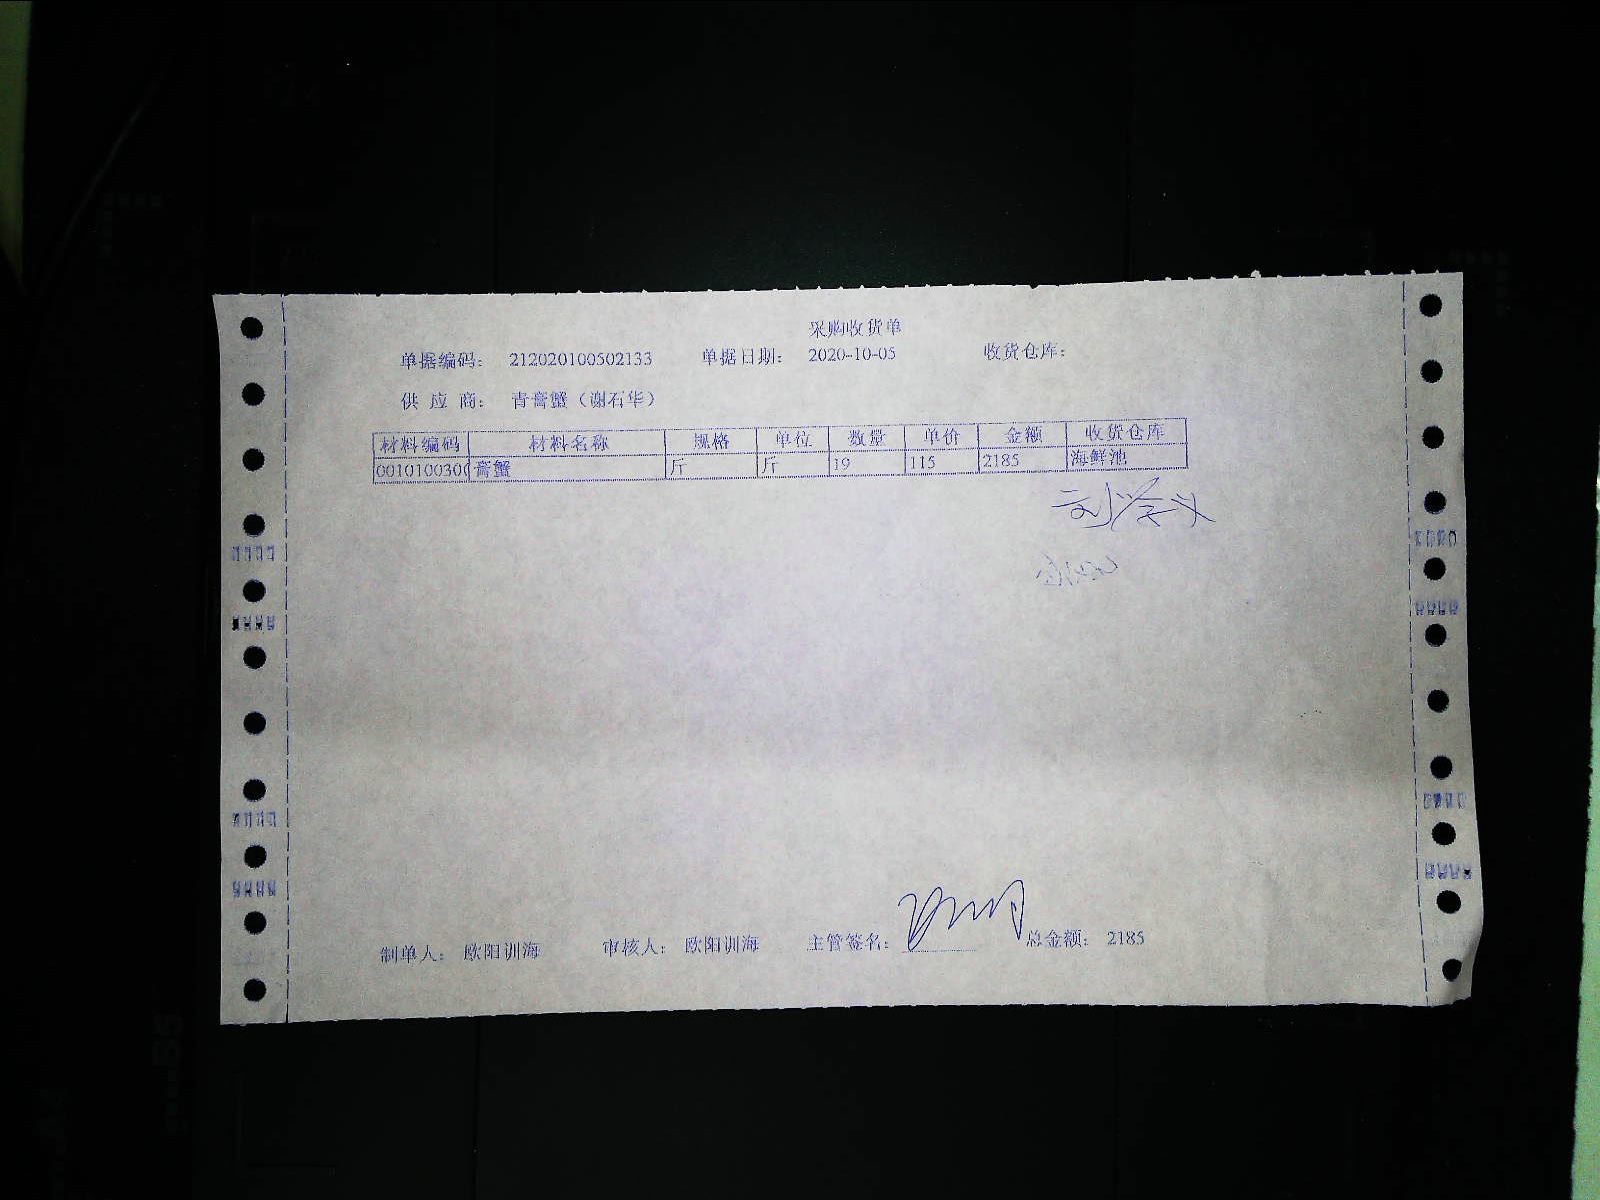 采购收货单
单据编码： 212020100502133 单据日期： 2020-10-05 收货仓库：
供 应 商： 青膏蟹（谢石华）
材料编码 材料名称 规格 单位 数量 单价 金额 收货仓库
0010100300 膏蟹 斤 斤 19 115 2185 海鲜池
制单人： 欧阳训海 审核人： 欧阳训海 主管签名： 总金额： 2185